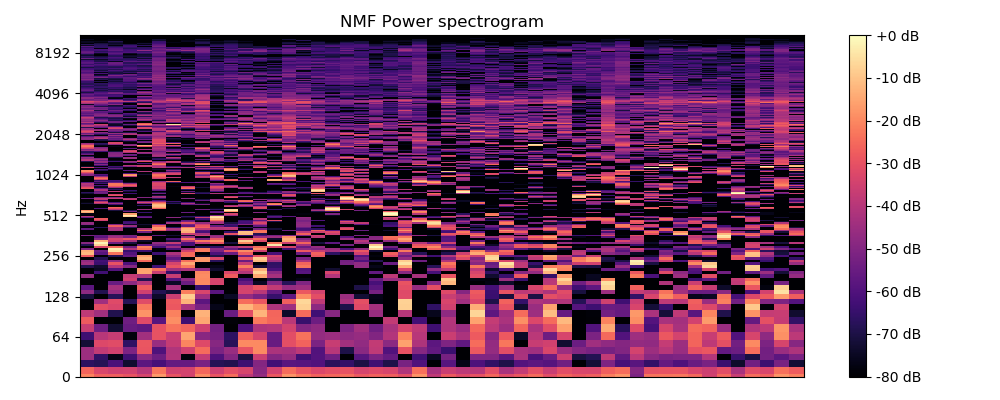 NMF Power spectrogram
Hz
8192
4096
2048
1024
512
256
128
64
0
+0 dB
-10 dB
-20 dB
-30 dB
-40 dB
-50 dB
-60 dB
-70 dB
-80 dB